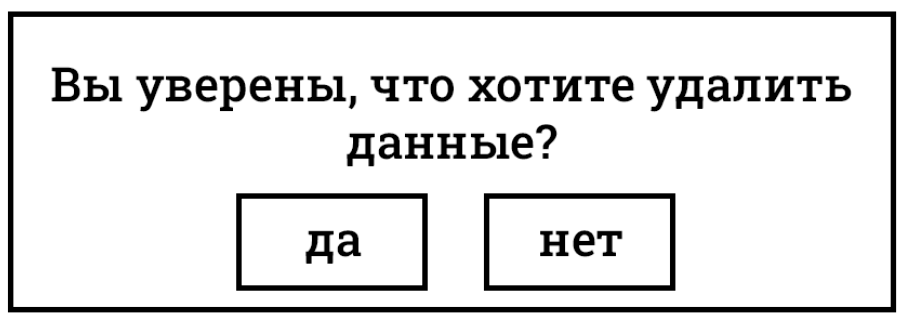 Вы уверены, что хотите удалить
данные?
да
нет